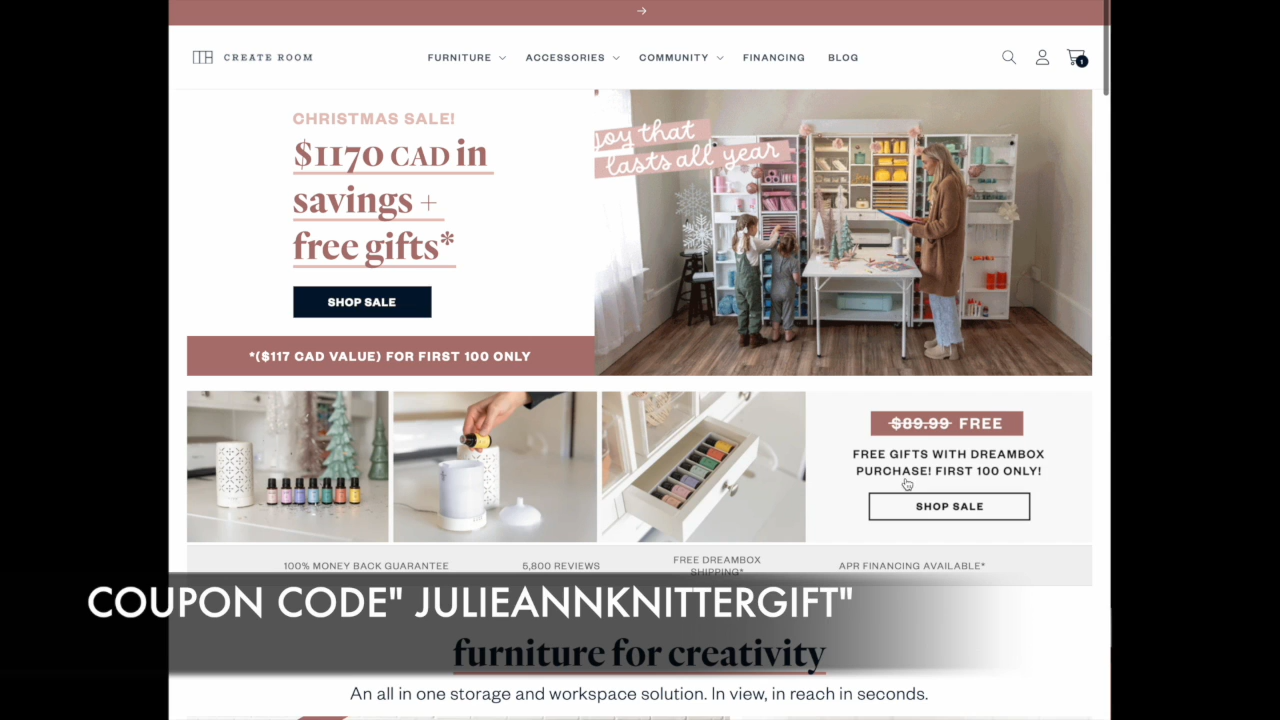 →
CREATE ROOM
FURNITURE ACCESSORIES COMMUNITY FINANCING BLOG
1
CHRISTMAS SALE!
$1170 CAD in
savings +
free gifts*
SHOP SALE
*($117 CAD VALUE) FOR FIRST 100 ONLY
joy that
lasts all year
$89.99 FREE
FREE GIFTS WITH DREAMBOX
PURCHASE! FIRST 100 ONLY!
SHOP SALE
100% MONEY BACK GUARANTEE
5,800 REVIEWS
FREE DREAMBOX
SHIPPING*
APR FINANCING AVAILABLE*
COUPON CODE" JULIEANNKNITTERGIFT"
furniture for creativity
An all in one storage and workspace solution. In view, in reach in seconds.